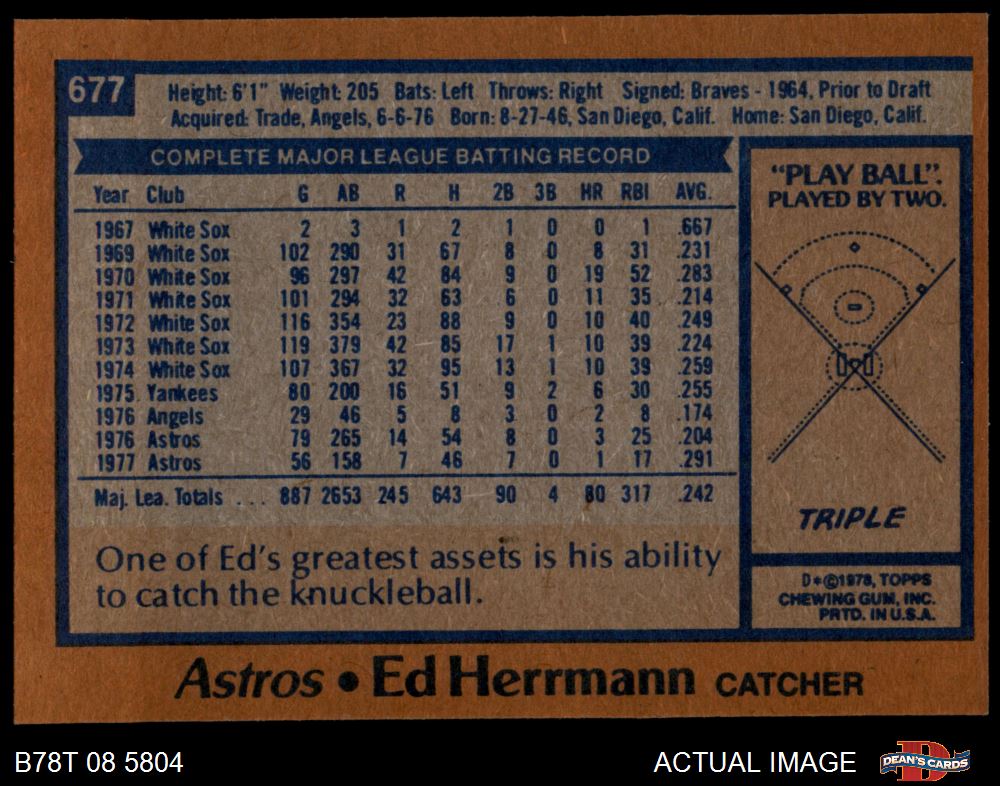 677
Height: 6'1" Weight: 205 Bats: Left Throws: Right Signed: Braves - 1964, Prior to Draft
Acquired: Trade, Angels, 6-6-76 Born: 8-27-46, San Diego, Calif. Home: San Diego, Calif.
COMPLETE MAJOR LEAGUE BATTING RECORD
Year Club G AB R H 2B 3B HR RBI AVG.
1967 White Sox 2 3 1 2 1 0 0 1 .667
1969 White Sox 102 290 31 67 8 0 8 31 .231
1970 White Sox 96 297 42 84 9 0 19 52 .283
1971 White Sox 101 294 32 63 6 0 11 35 .214
1972 White Sox 116 354 23 88 9 0 10 40 .249
1973 White Sox 119 379 42 85 17 1 10 39 .224
1974 White Sox 107 367 32 95 13 1 10 39 .259
1975 Yankees 80 200 16 51 9 2 6 30 .255
1976 Angels 29 46 5 8 3 0 2 8 .174
1976 Astros 79 265 14 54 8 0 3 25 .204
1977 Astros 56 158 7 46 7 0 1 17 .291
Maj. Lea. Totals ... 887 2653 245 643 90 4 80 317 .242
One of Ed's greatest assets is his ability
to catch the knuckleball.
"PLAY BALL".
PLAYED BY TWO.
TRIPLE
D*©1978, TOPPS
CHEWING GUM, INC.
PRTD. IN U.S.A.
Astros • Ed Herrmann CATCHER
B78T 08 5804
ACTUAL IMAGE
D
DEAN'S CARDS